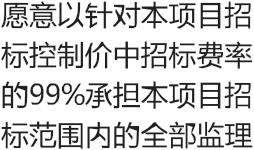 愿意以针对本项目招
标控制价中招标费率
的99%承担本项目招
标范围内的全部监理